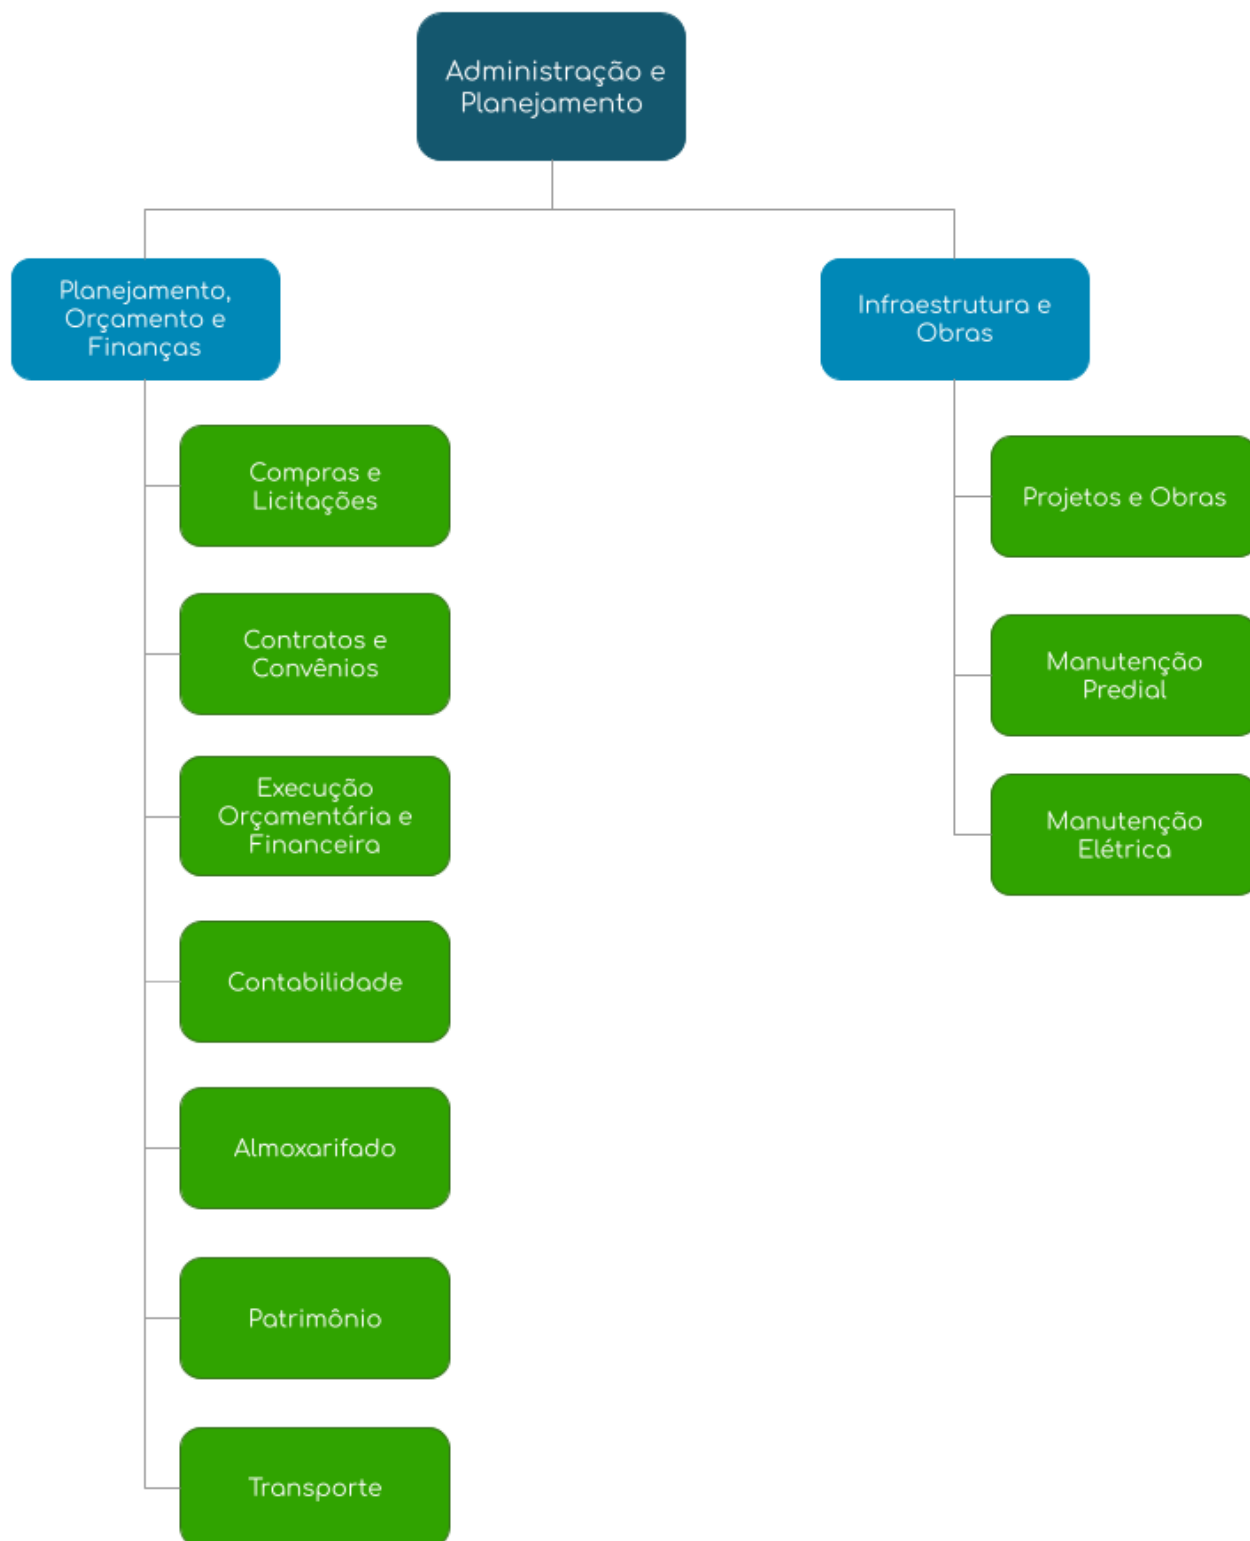 Administração e
Planejamento
Planejamento,
Orçamento e
Finanças
Infraestrutura e
Obras
Compras e
Licitações
Contratos e
Convênios
Execução
Orçamentária e
Financeira
Contabilidade
Almoxarifado
Patrimônio
Transporte
Projetos e Obras
Manutenção
Predial
Manutenção
Elétrica